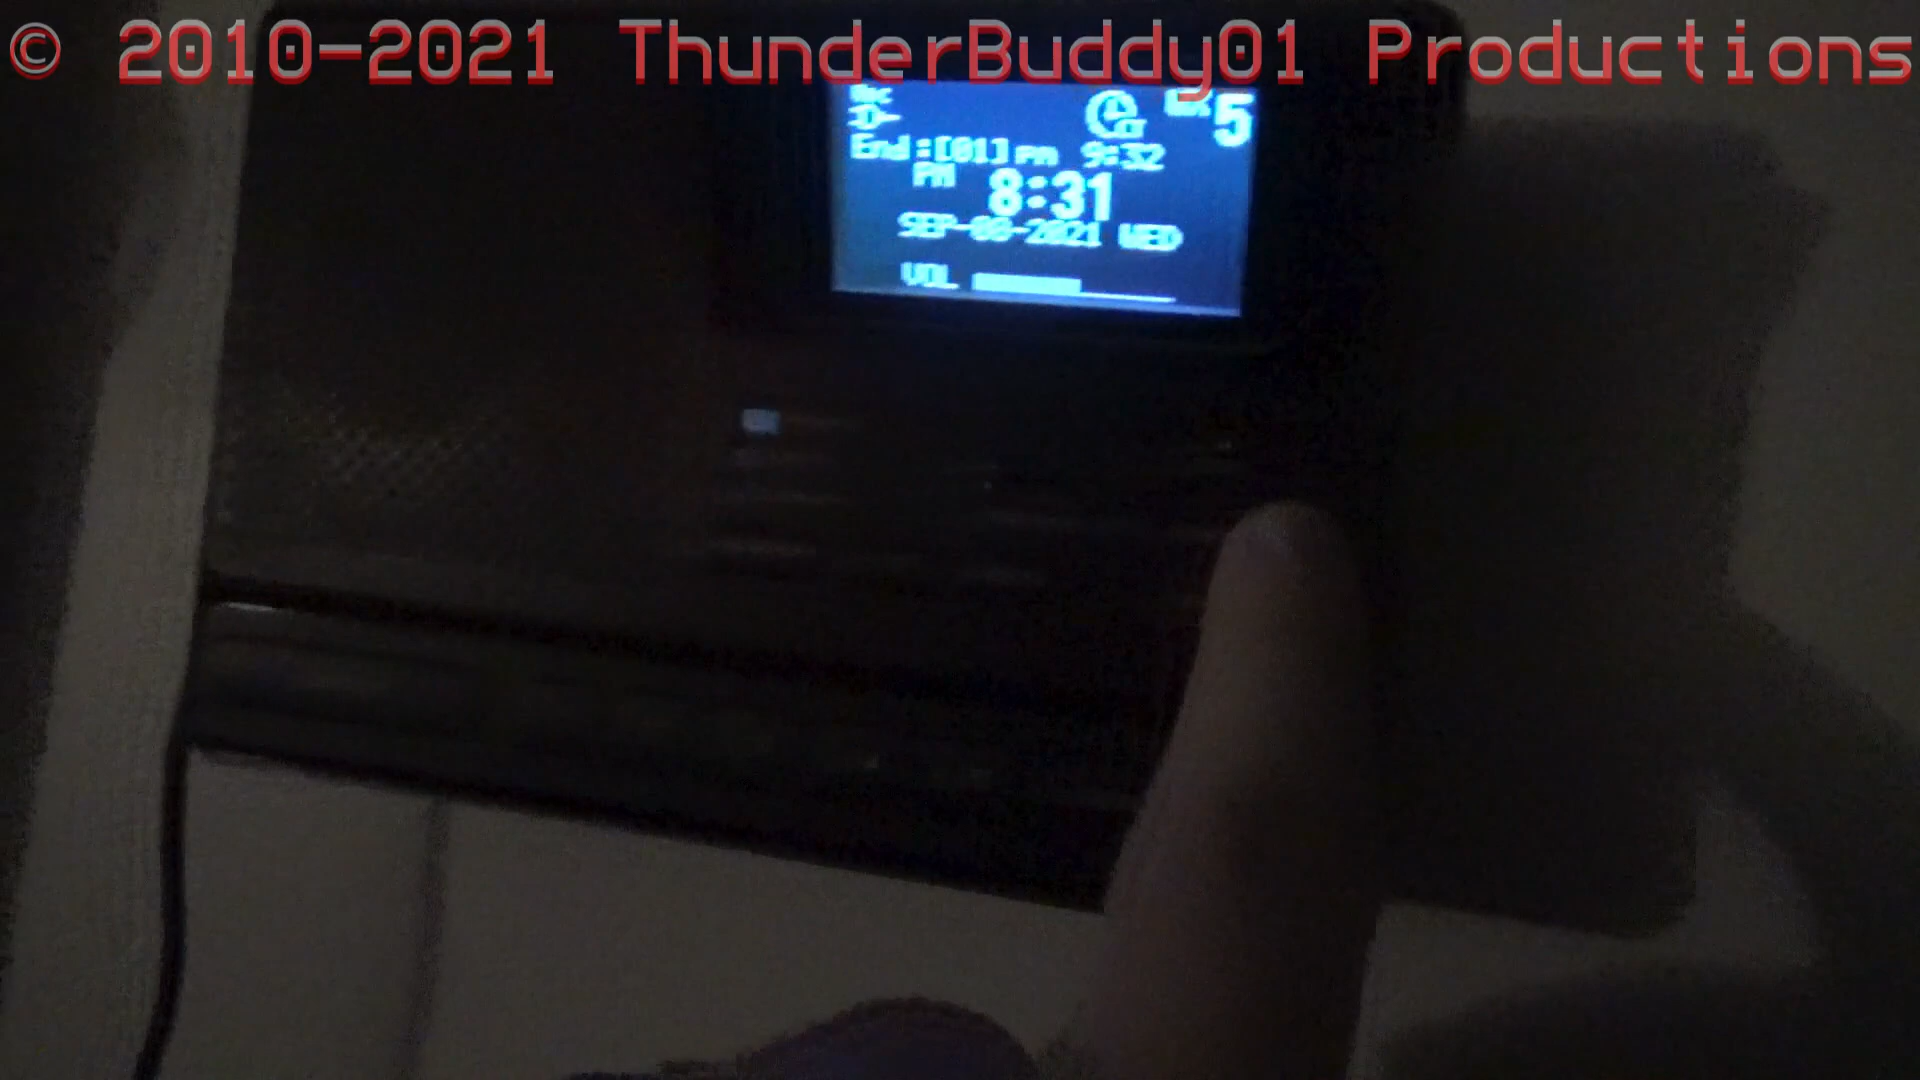 © 2010-2021 ThunderBuddy01 Productions
5
End:[01]PM 9:32
PM 8:31
SEP-08-2021 WED
VOL